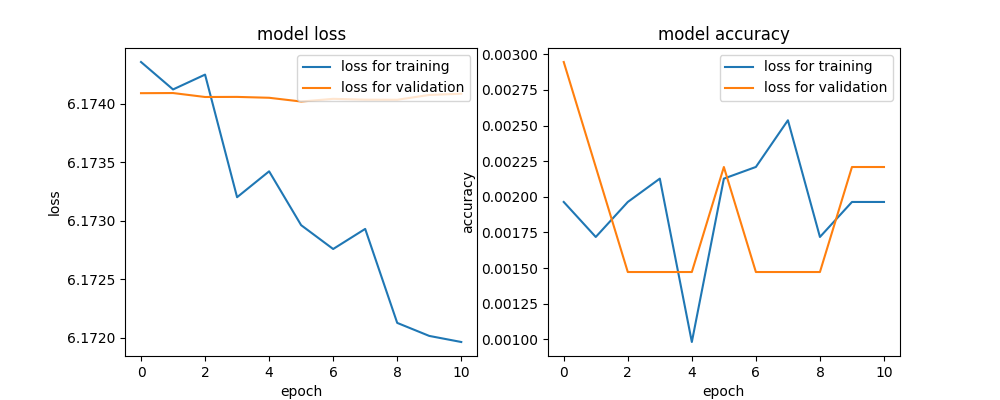 model loss
loss for training
loss for validation
6.1740
6.1735
6.1730
6.1725
6.1720
loss
0 2 4 6 8 10
epoch
model accuracy
loss for training
loss for validation
0.00300
0.00275
0.00250
0.00225
0.00200
0.00175
0.00150
0.00125
0.00100
accuracy
0 2 4 6 8 10
epoch